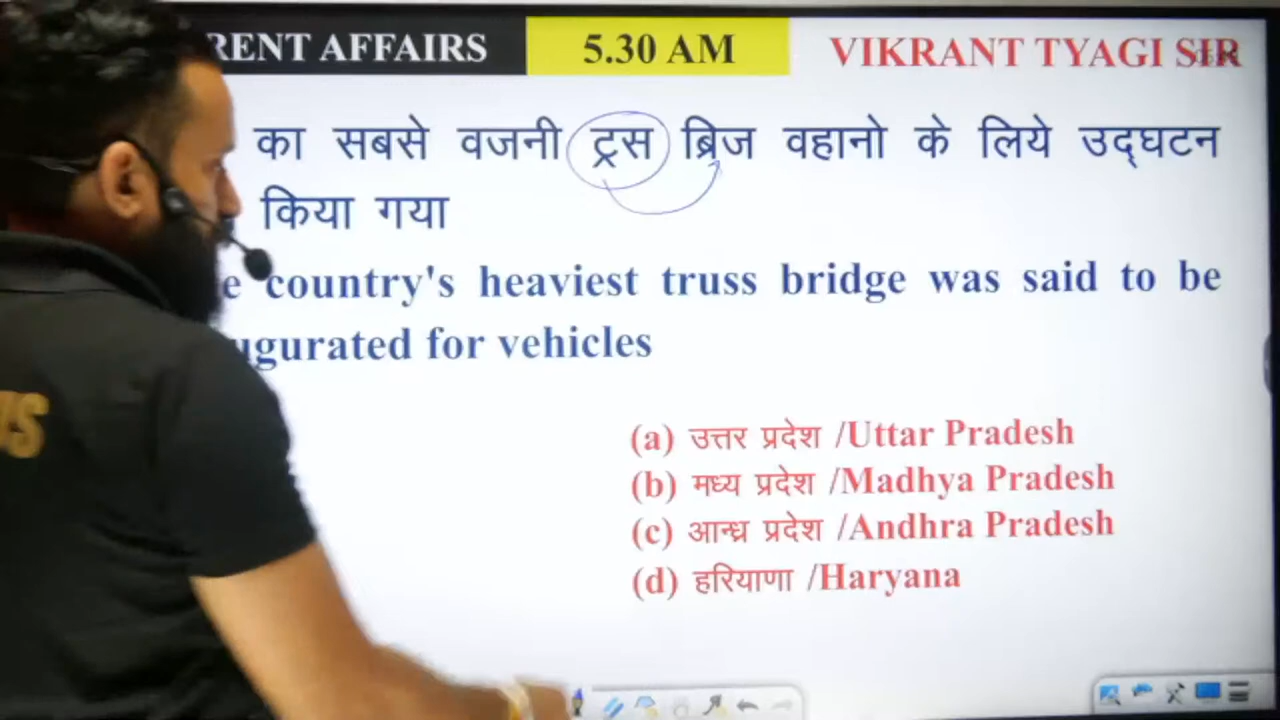 RENT AFFAIRS
5.30 AM
VIKRANT TYAGI SIR
का सबसे वजनी ट्रस ब्रिज वहानो के लिये उद्घटन
किया गया
e country's heaviest truss bridge was said to be
ugurated for vehicles
(a) उत्तर प्रदेश /Uttar Pradesh
(b) मध्य प्रदेश /Madhya Pradesh
(c) आन्ध्र प्रदेश /Andhra Pradesh
(d) हरियाणा /Haryana